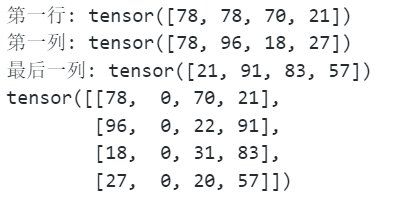 第一行: tensor([78, 78, 70, 21])
第一列: tensor([78, 96, 18, 27])
最后一列: tensor([21, 91, 83, 57])
tensor([[78,  0, 70, 21],
        [96,  0, 22, 91],
        [18,  0, 31, 83],
        [27,  0, 20, 57]])